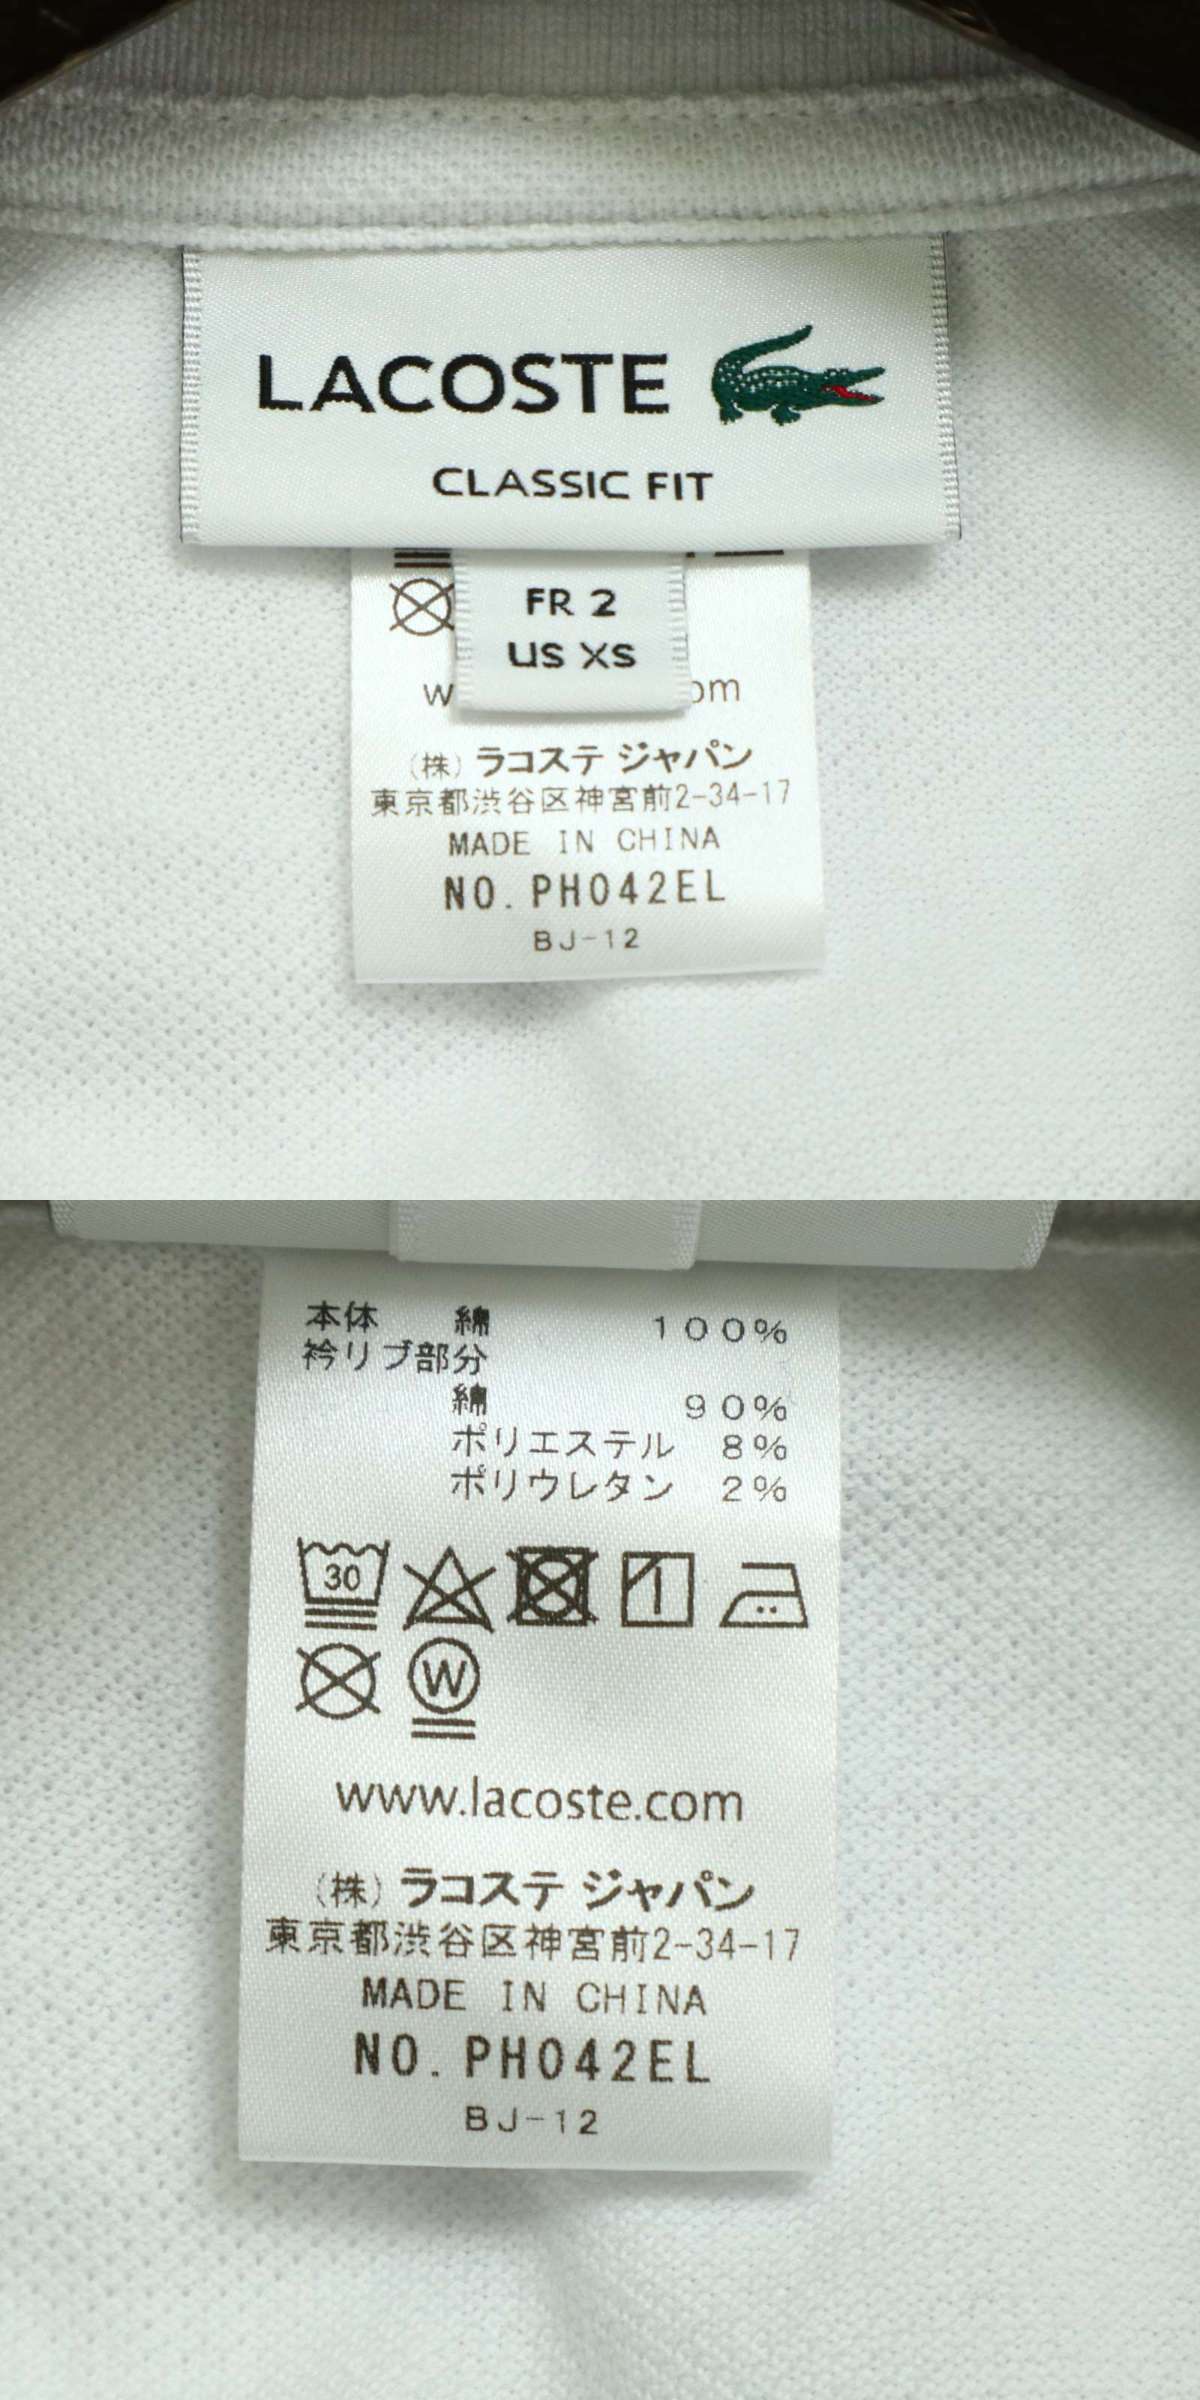 LACOSTE
CLASSIC FIT
FR 2
US XS
(株) ラコステ ジャパン
東京都渋谷区神宮前2-34-17
MADE IN CHINA
NO. PH042EL
BJ-12
本体 綿 100%
衿リブ部分
綿 90%
ポリエステル 8%
ポリウレタン 2%
30
W
www.lacoste.com
(株) ラコステ ジャパン
東京都渋谷区神宮前2-34-17
MADE IN CHINA
NO. PH042EL
BJ-12